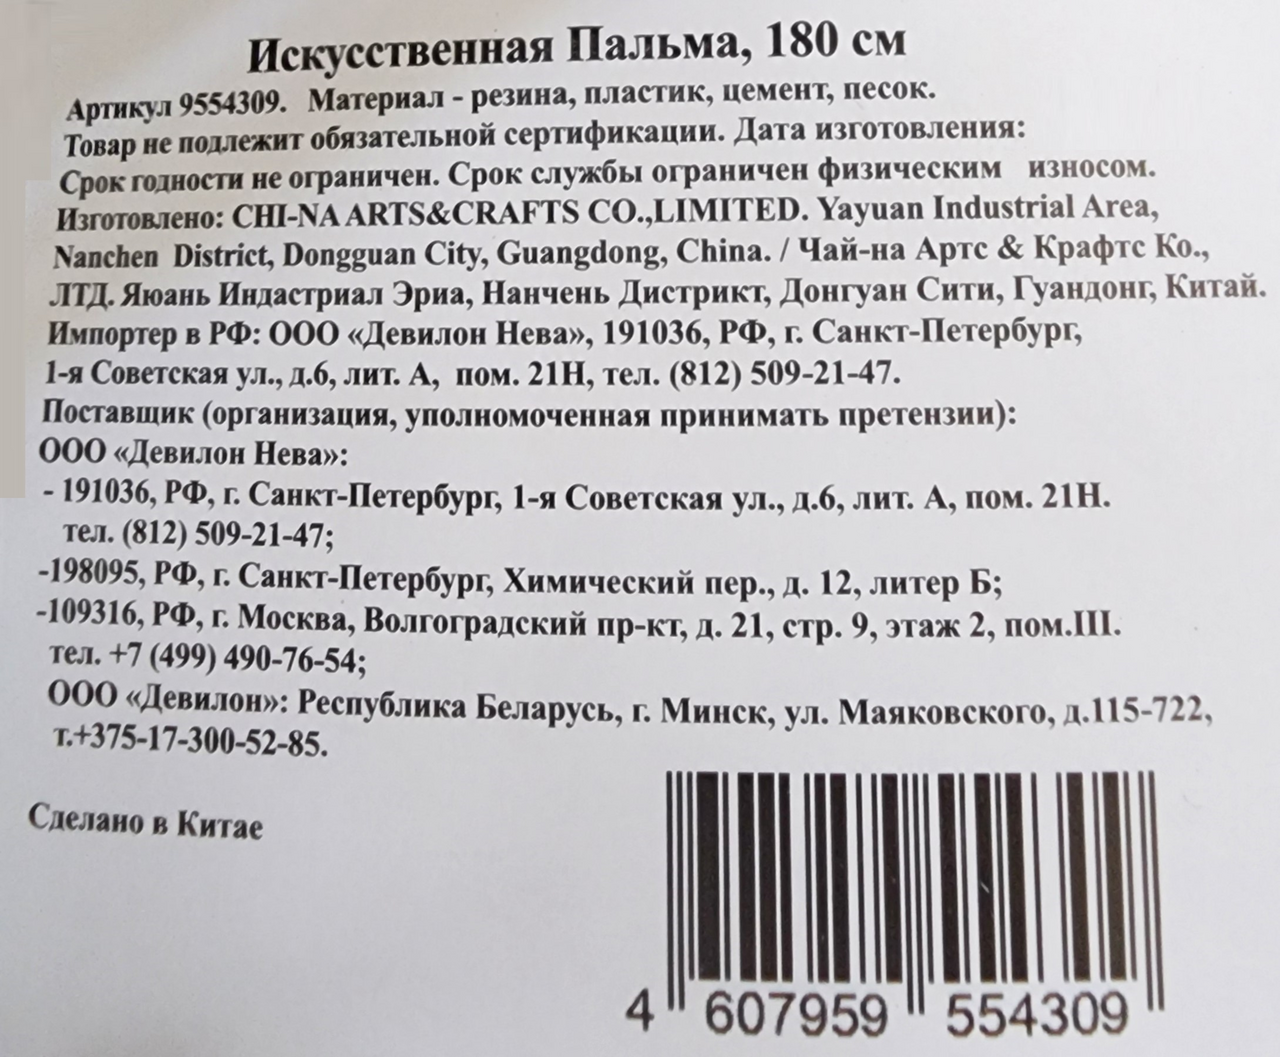 Искусственная Пальма, 180 см
Артикул 9554309. Материал - резина, пластик, цемент, песок.
Товар не подлежит обязательной сертификации. Дата изготовления:
Срок годности не ограничен. Срок службы ограничен физическим износом.
Изготовлено: CHI-NA ARTS&CRAFTS CO.,LIMITED. Yayuan Industrial Area,
Nanchen District, Dongguan City, Guangdong, China. / Чай-на Артс & Крафтс Ко.,
ЛТД. Яюань Индастриал Эриа, Нанчень Дистрикт, Донгуан Сити, Гуандонг, Китай.
Импортер в РФ: ООО «Девилон Нева», 191036, РФ, г. Санкт-Петербург,
1-я Советская ул., д.6, лит. А, пом. 21Н, тел. (812) 509-21-47.
Поставщик (организация, уполномоченная принимать претензии):
ООО «Девилон Нева»:
- 191036, РФ, г. Санкт-Петербург, 1-я Советская ул., д.6, лит. А, пом. 21Н.
тел. (812) 509-21-47;
-198095, РФ, г. Санкт-Петербург, Химический пер., д. 12, литер Б;
-109316, РФ, г. Москва, Волгоградский пр-кт, д. 21, стр. 9, этаж 2, пом.III.
тел. +7 (499) 490-76-54;
ООО «Девилон»: Республика Беларусь, г. Минск, ул. Маяковского, д.115-722,
т.+375-17-300-52-85.
Сделано в Китае
4 607959 554309